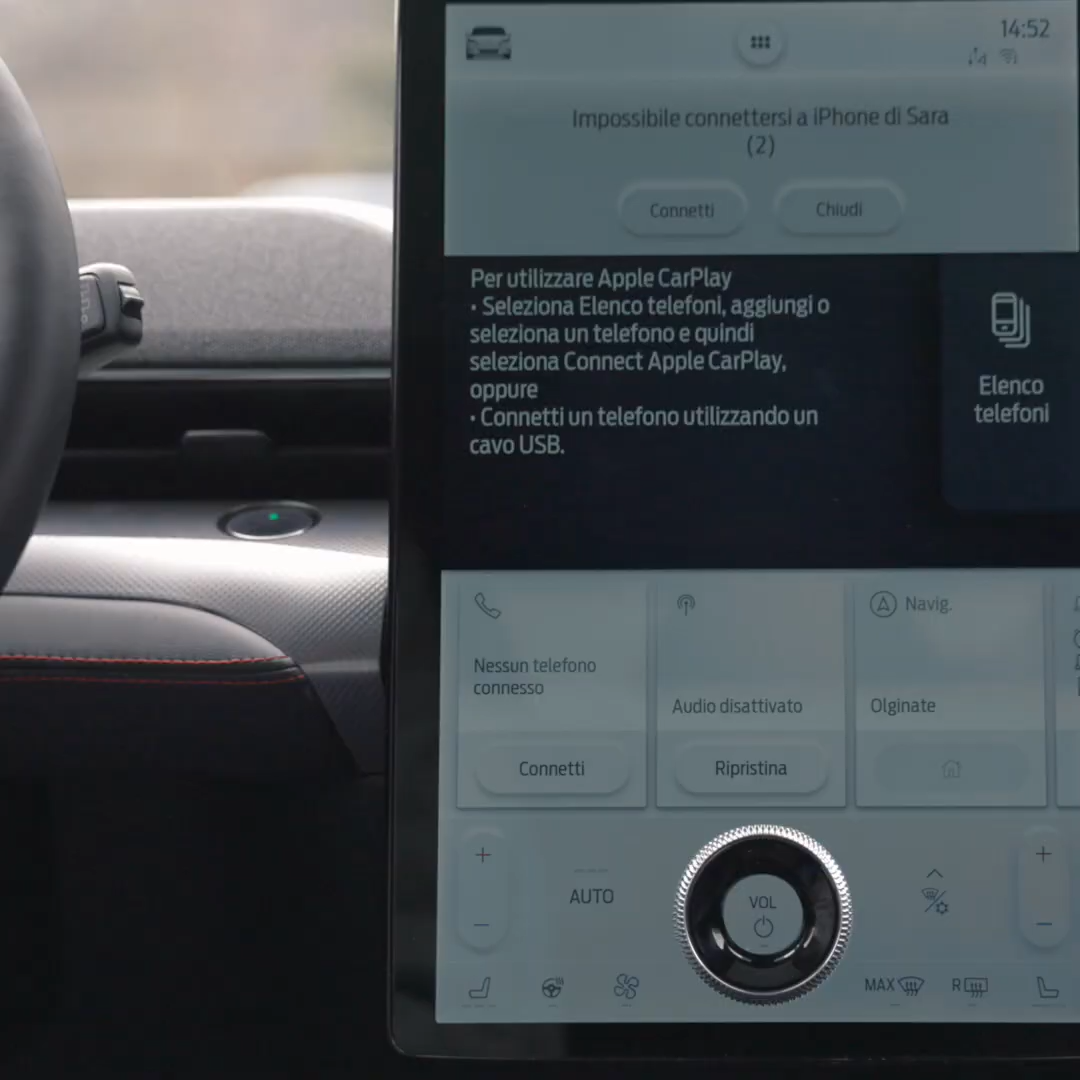 14:52
Impossibile connettersi a iPhone di Sara
(2)
Connetti
Chiudi
Per utilizzare Apple CarPlay
• Seleziona Elenco telefoni, aggiungi o
seleziona un telefono e quindi
seleziona Connect Apple CarPlay,
oppure
• Connetti un telefono utilizzando un
cavo USB.
Elenco
telefoni
Nessun telefono
connesso
Connetti
Audio disattivato
Ripristina
Navig.
Olginate
+
−
AUTO
VOL
+
−
MAX
R